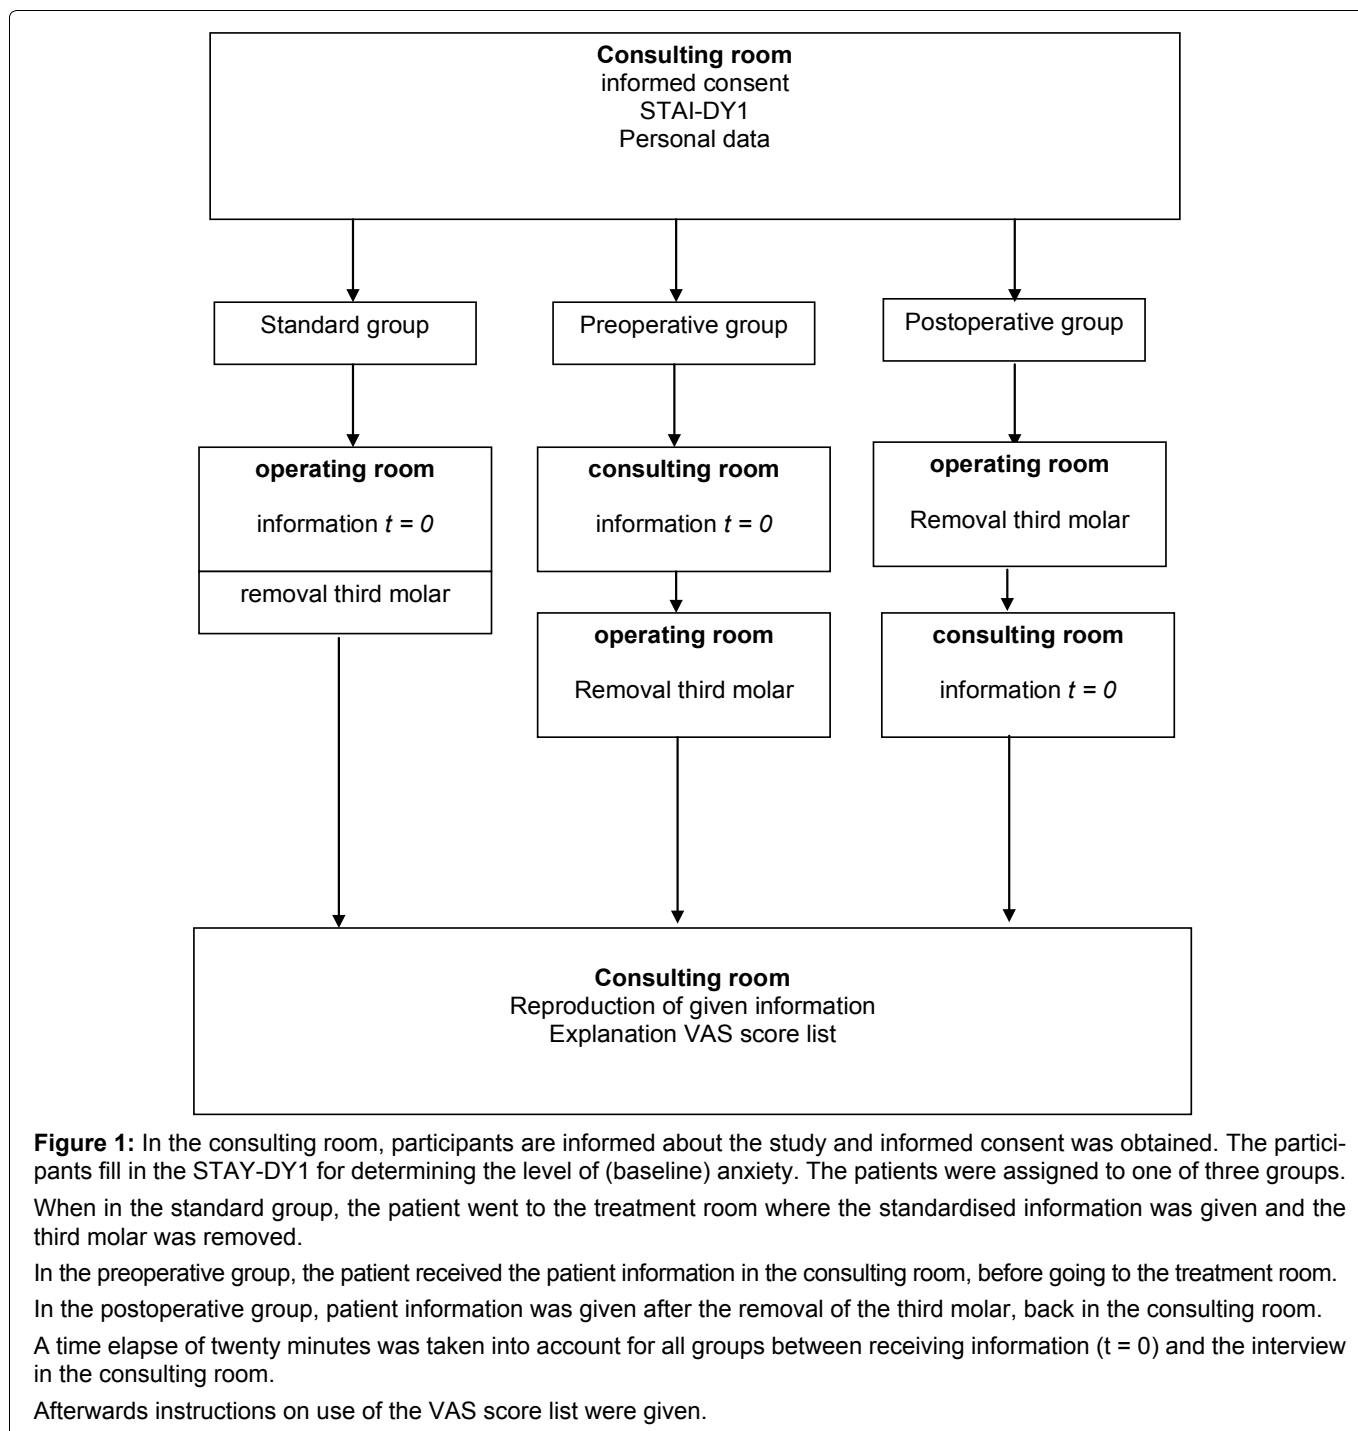 Consulting room
informed consent
STAI-DY1
Personal data
Standard group
Preoperative group
Postoperative group
operating room
information t = 0
removal third molar
consulting room
information t = 0
operating room
Removal third molar
operating room
Removal third molar
consulting room
information t = 0
Consulting room
Reproduction of given information
Explanation VAS score list
Figure 1: In the consulting room, participants are informed about the study and informed consent was obtained. The partici-
pants fill in the STAY-DY1 for determining the level of (baseline) anxiety. The patients were assigned to one of three groups.
When in the standard group, the patient went to the treatment room where the standardised information was given and the
third molar was removed.
In the preoperative group, the patient received the patient information in the consulting room, before going to the treatment room.
In the postoperative group, patient information was given after the removal of the third molar, back in the consulting room.
A time elapse of twenty minutes was taken into account for all groups between receiving information (t = 0) and the interview
in the consulting room.
Afterwards instructions on use of the VAS score list were given.